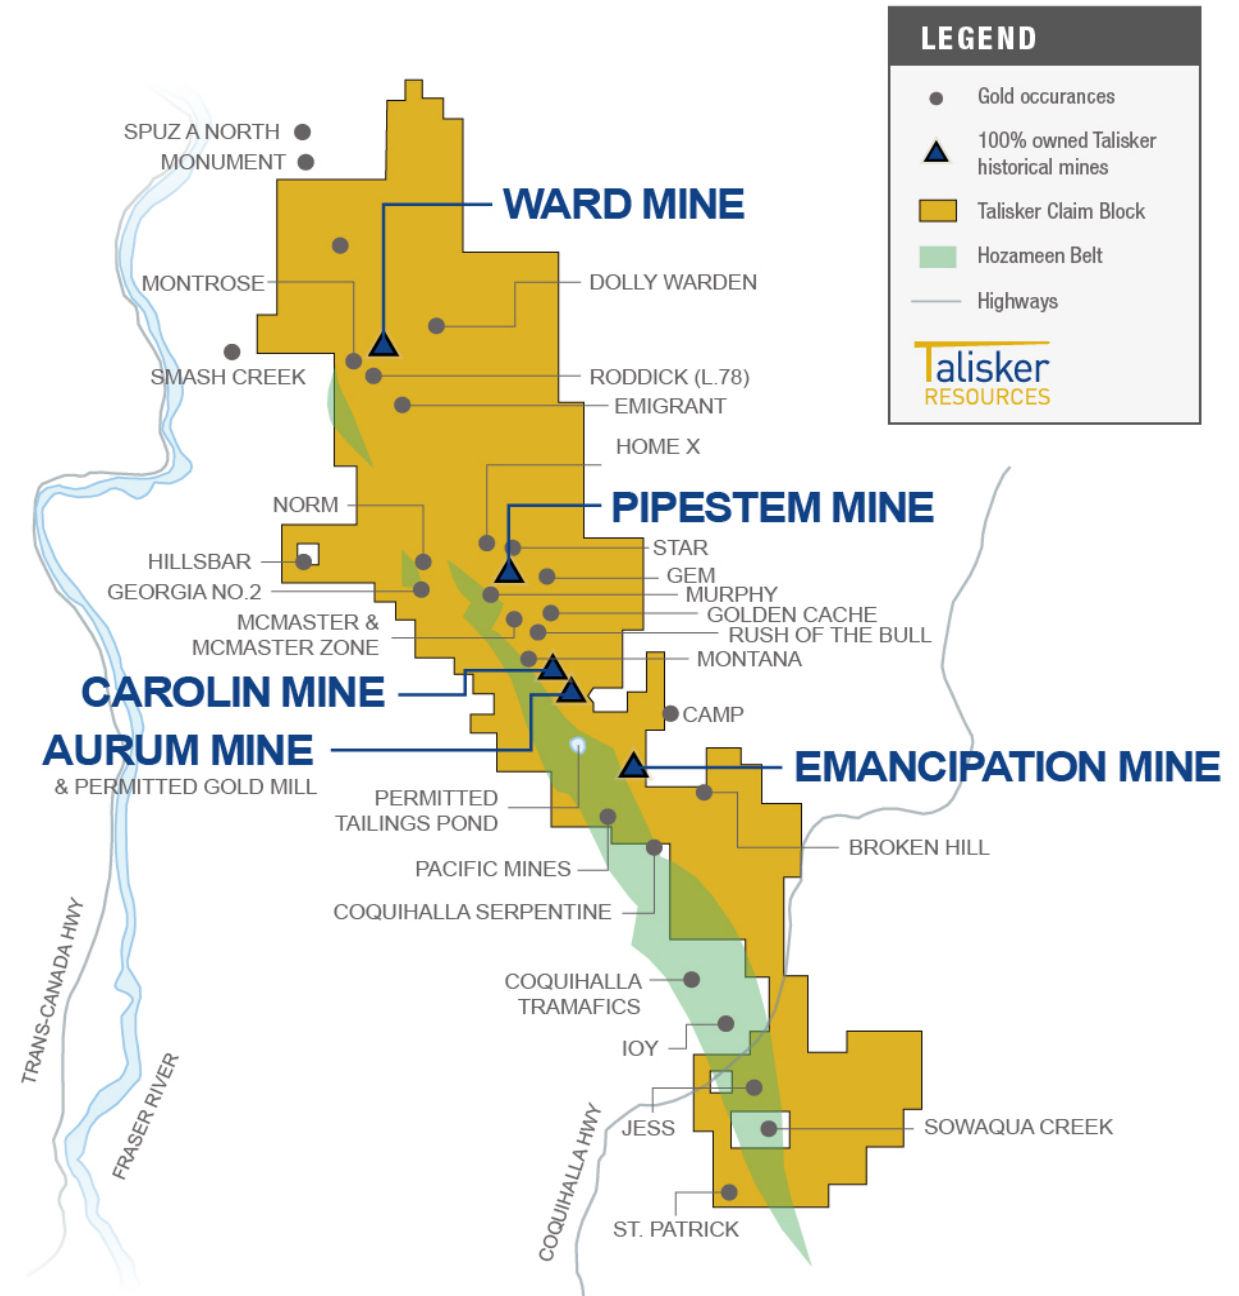 LEGEND
Gold occurances
100% owned Talisker
historical mines
Talisker Claim Block
Hozameen Belt
Highways
Talisker
RESOURCES
SPUZ A NORTH
MONUMENT
WARD MINE
MONTROSE
DOLLY WARDEN
SMASH CREEK
RODDICK (L.78)
EMIGRANT
HOME X
NORM
PIPESTEM MINE
HILLSBAR
STAR
GEORGIA NO.2
GEM
MURPHY
MCMASTER &
MCMASTER ZONE
GOLDEN CACHE
RUSH OF THE BULL
MONTANA
CAROLIN MINE
CAMP
AURUM MINE
& PERMITTED GOLD MILL
EMANCIPATION MINE
PERMITTED
TAILINGS POND
BROKEN HILL
PACIFIC MINES
COQUIHALLA SERPENTINE
COQUIHALLA
TRAMAFICS
IOY
JESS
SOWAQUA CREEK
ST. PATRICK
TRANS-CANADA HWY
FRASER RIVER
COQUIHALLA HWY